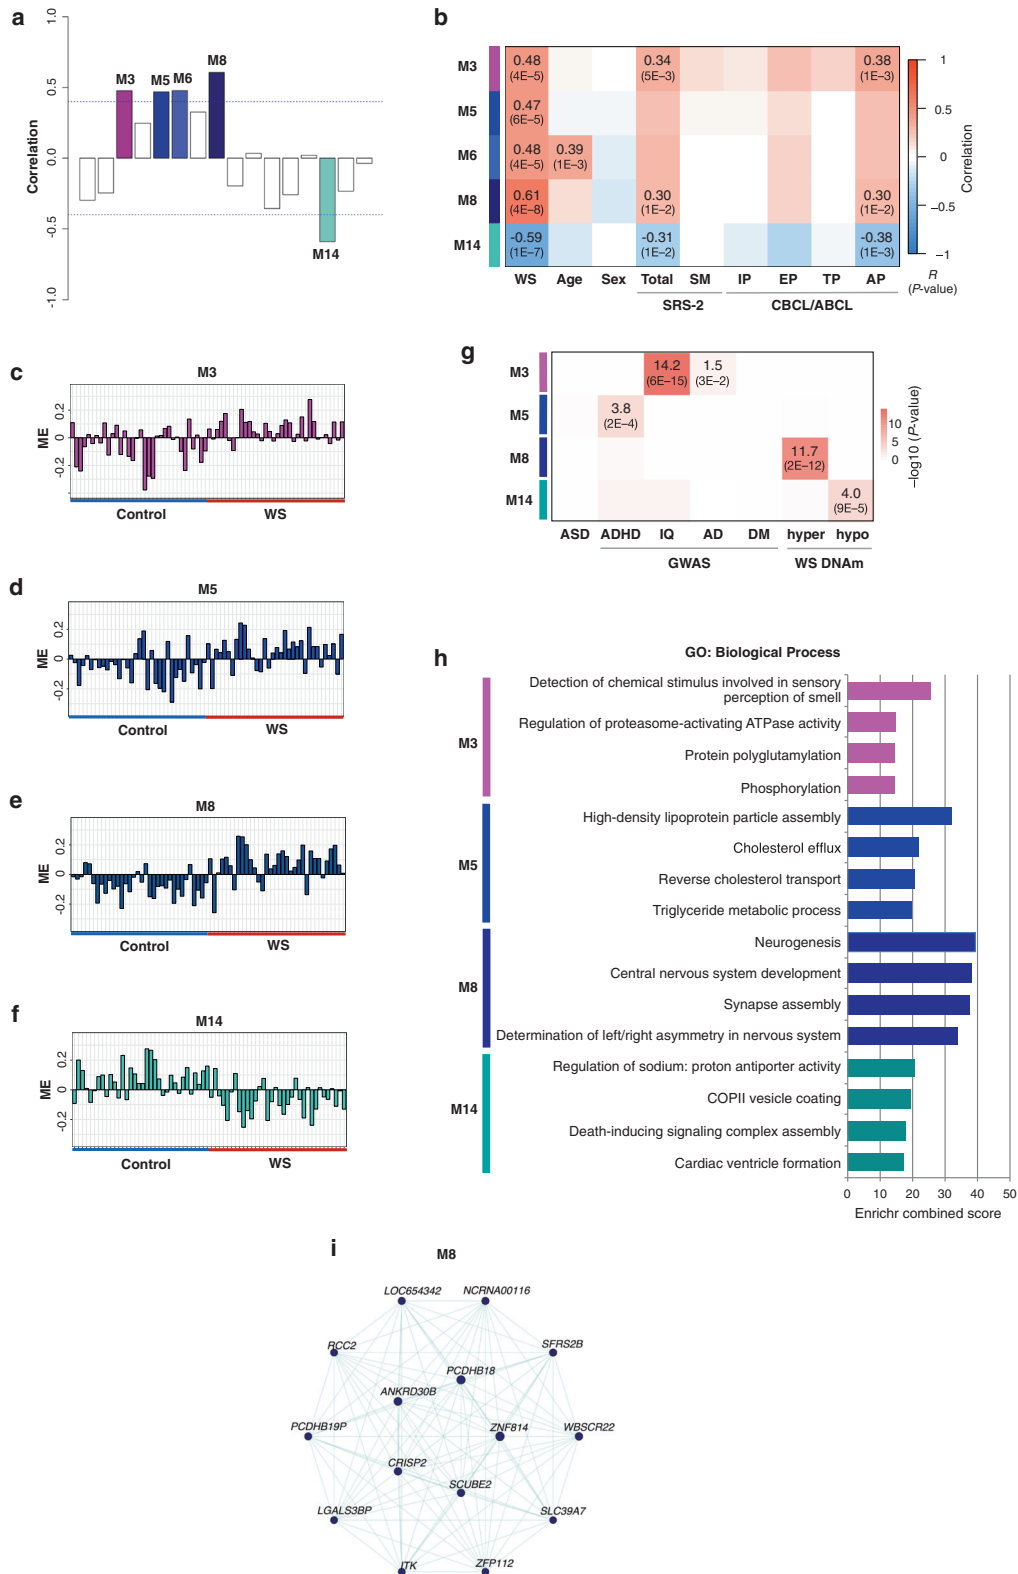 a
1.0
0.5
0.0
-0.5
-1.0
Correlation
M3
M5
M6
M8
M14
b
M3
M5
M6
M8
M14
0.48
(4E–5)
0.34
(5E–3)
0.38
(1E–3)
0.47
(6E–5)
0.48
(4E–5)
0.39
(1E–3)
0.61
(4E–8)
0.30
(1E–2)
0.30
(1E–2)
-0.59
(1E–7)
-0.31
(1E–2)
-0.38
(1E–3)
WS Age Sex Total SM IP EP TP AP
SRS-2 CBCL/ABCL
1
0.5
0
−0.5
−1
Correlation
R
(P-value)
c
M3
ME
0.2
0
-0.2
Control WS
d
M5
ME
0.2
0
-0.2
Control WS
e
M8
ME
0.2
0
-0.2
Control WS
f
M14
ME
0.2
0
-0.2
Control WS
g
M3
M5
M8
M14
14.2
(6E–15)
1.5
(3E–2)
3.8
(2E–4)
11.7
(2E–12)
4.0
(9E–5)
ASD ADHD IQ AD DM hyper hypo
GWAS WS DNAm
10
5
0
−log10 (P-value)
h
GO: Biological Process
M3
Detection of chemical stimulus involved in sensory
perception of smell
Regulation of proteasome-activating ATPase activity
Protein polyglutamylation
Phosphorylation
M5
High-density lipoprotein particle assembly
Cholesterol efflux
Reverse cholesterol transport
Triglyceride metabolic process
M8
Neurogenesis
Central nervous system development
Synapse assembly
Determination of left/right asymmetry in nervous system
M14
Regulation of sodium: proton antiporter activity
COPII vesicle coating
Death-inducing signaling complex assembly
Cardiac ventricle formation
0 10 20 30 40 50
Enrichr combined score
i
M8
LOC654342
NCRNA00116
RCC2
SFRS2B
PCDHB18
ANKRD30B
PCDHB19P
ZNF814
WBSCR22
CRISP2
SCUBE2
LGALS3BP
SLC39A7
ITK
ZFP112